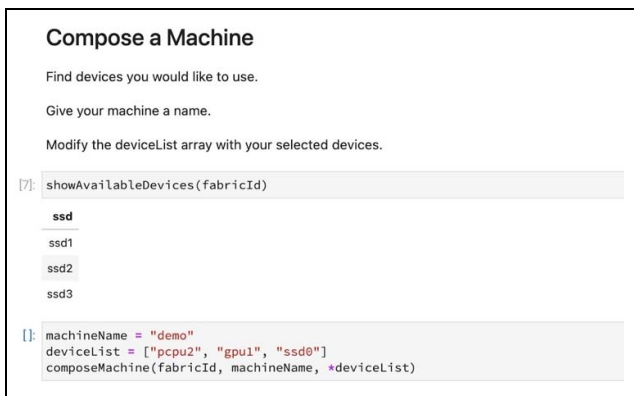 Compose a Machine
Find devices you would like to use.
Give your machine a name.
Modify the deviceList array with your selected devices.
[7]: showAvailableDevices(fabricId)
ssd
ssd1
ssd2
ssd3
[]: machineName = "demo"
deviceList = ["pcpu2", "gpu1", "ssd0"]
composeMachine(fabricId, machineName, *deviceList)